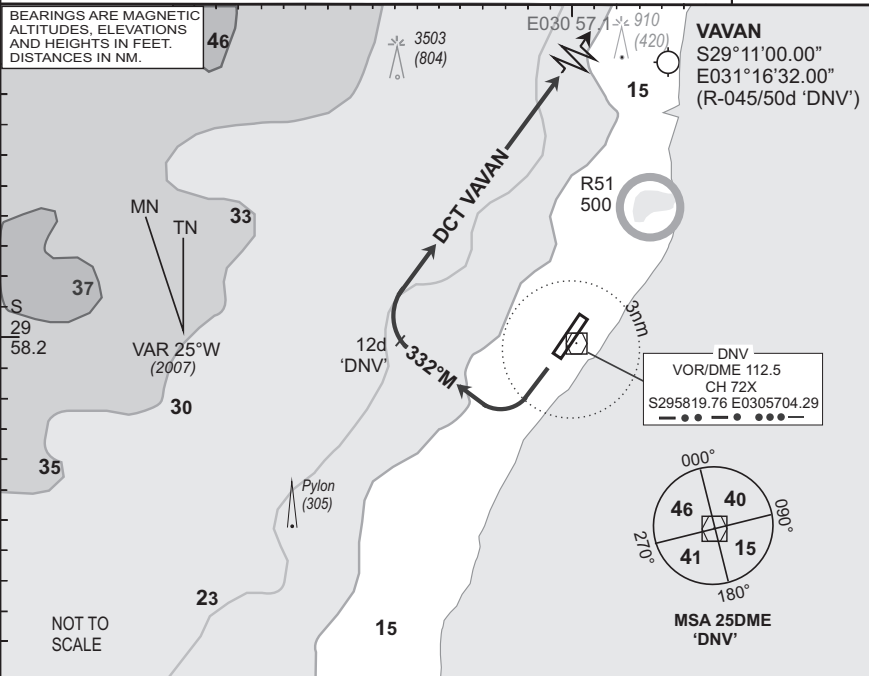 BEARINGS ARE MAGNETIC
ALTITUDES, ELEVATIONS
AND HEIGHTS IN FEET.
DISTANCES IN NM.
46
3503
(804)
E030 57.1
910
(420)
VAVAN
S29°11'00.00”
E031°16'32.00”
(R-045/50d ‘DNV’)
15
DCT VAVAN
R51
500
MN
TN
33
37
S
29
58.2
VAR 25°W
(2007)
12d
‘DNV’
332°M
3nm
DNV
VOR/DME 112.5
CH 72X
S295819.76 E0305704.29
30
35
Pylon
(305)
000°
46
40
090°
270°
41
15
180°
MSA 25DME
‘DNV’
23
15
NOT TO
SCALE